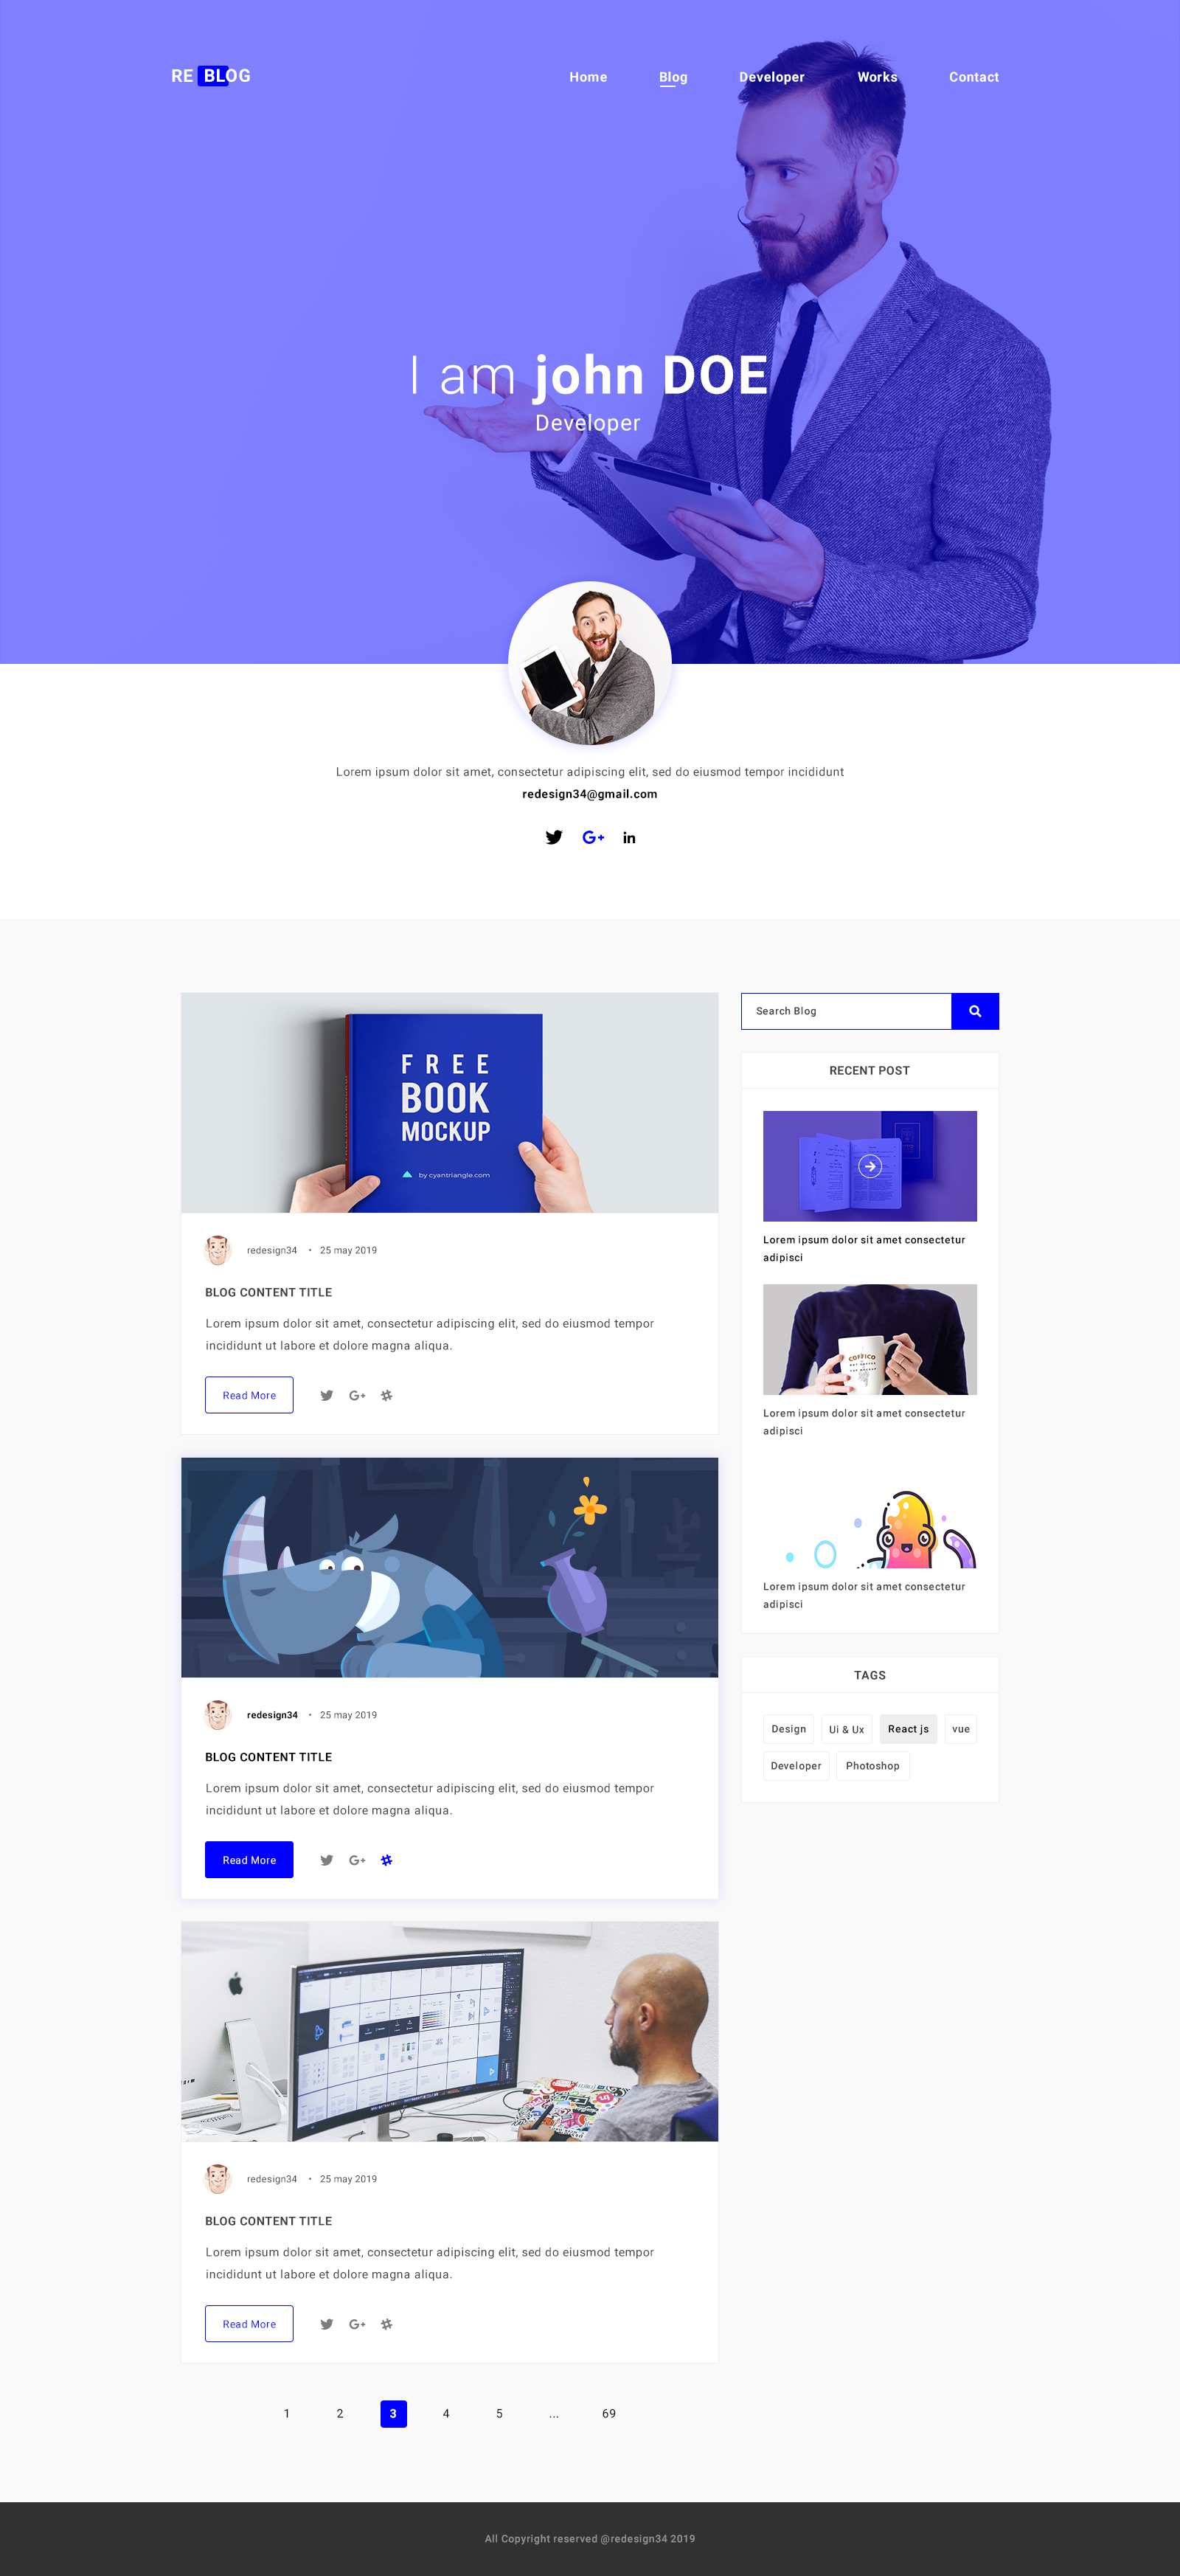 RE BLOG
Home
Blog
Developer
Works
Contact
I am john DOE
Developer
Lorem ipsum dolor sit amet, consectetur adipiscing elit, sed do eiusmod tempor incididunt
redesign34@gmail.com
G+
in
FREE
BOOK
MOCKUP
by cyantriangle.com
redesign34 • 25 may 2019
BLOG CONTENT TITLE
Lorem ipsum dolor sit amet, consectetur adipiscing elit, sed do eiusmod tempor
incididunt ut labore et dolore magna aliqua.
Read More
G+
redesign34 • 25 may 2019
BLOG CONTENT TITLE
Lorem ipsum dolor sit amet, consectetur adipiscing elit, sed do eiusmod tempor
incididunt ut labore et dolore magna aliqua.
Read More
G+
redesign34 • 25 may 2019
BLOG CONTENT TITLE
Lorem ipsum dolor sit amet, consectetur adipiscing elit, sed do eiusmod tempor
incididunt ut labore et dolore magna aliqua.
Read More
G+
1 2 3 4 5 ... 69
Search Blog
RECENT POST
Lorem ipsum dolor sit amet consectetur
adipisci
COFFICO
Lorem ipsum dolor sit amet consectetur
adipisci
Lorem ipsum dolor sit amet consectetur
adipisci
TAGS
Design
Ui & Ux
React js
vue
Developer
Photoshop
All Copyright reserved @redesign34 2019